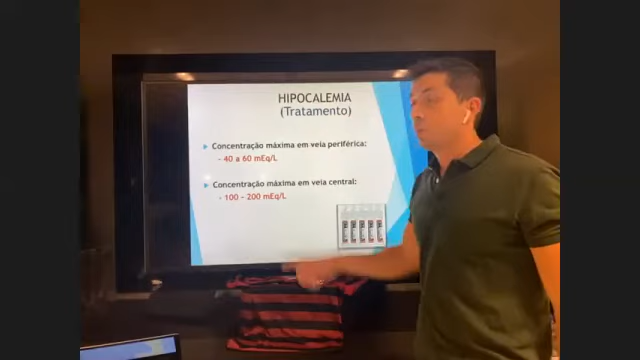 HIPOCALEMIA
(Tratamento)
Concentração máxima em veia periférica:
- 40 a 60 mEq/L
Concentração máxima em veia central:
- 100 - 200 mEq/L